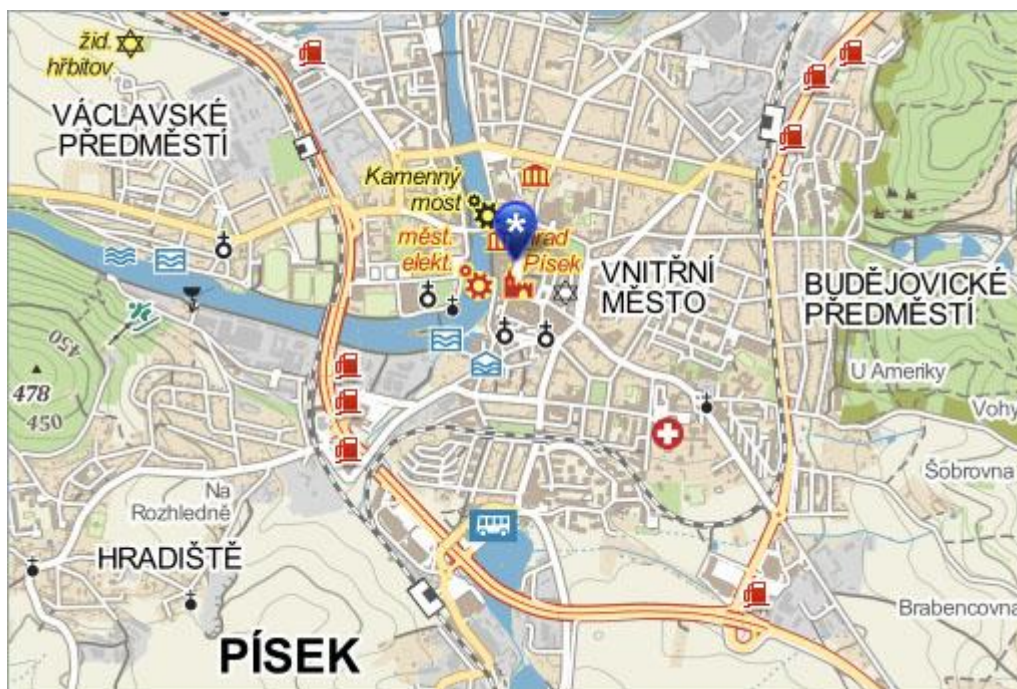 žid.
hřbitov
VÁCLAVSKÉ
PŘEDMĚSTÍ
Kamenný
most
měst.
elekt.
hrad
Písek
VNITŘNÍ
MĚSTO
BUDĚJOVICKÉ
PŘEDMĚSTÍ
U Ameriky
Vohy
450
478
450
Šobrovna
Na
Rozhledně
HRADIŠTĚ
Brabencovna
PÍSEK